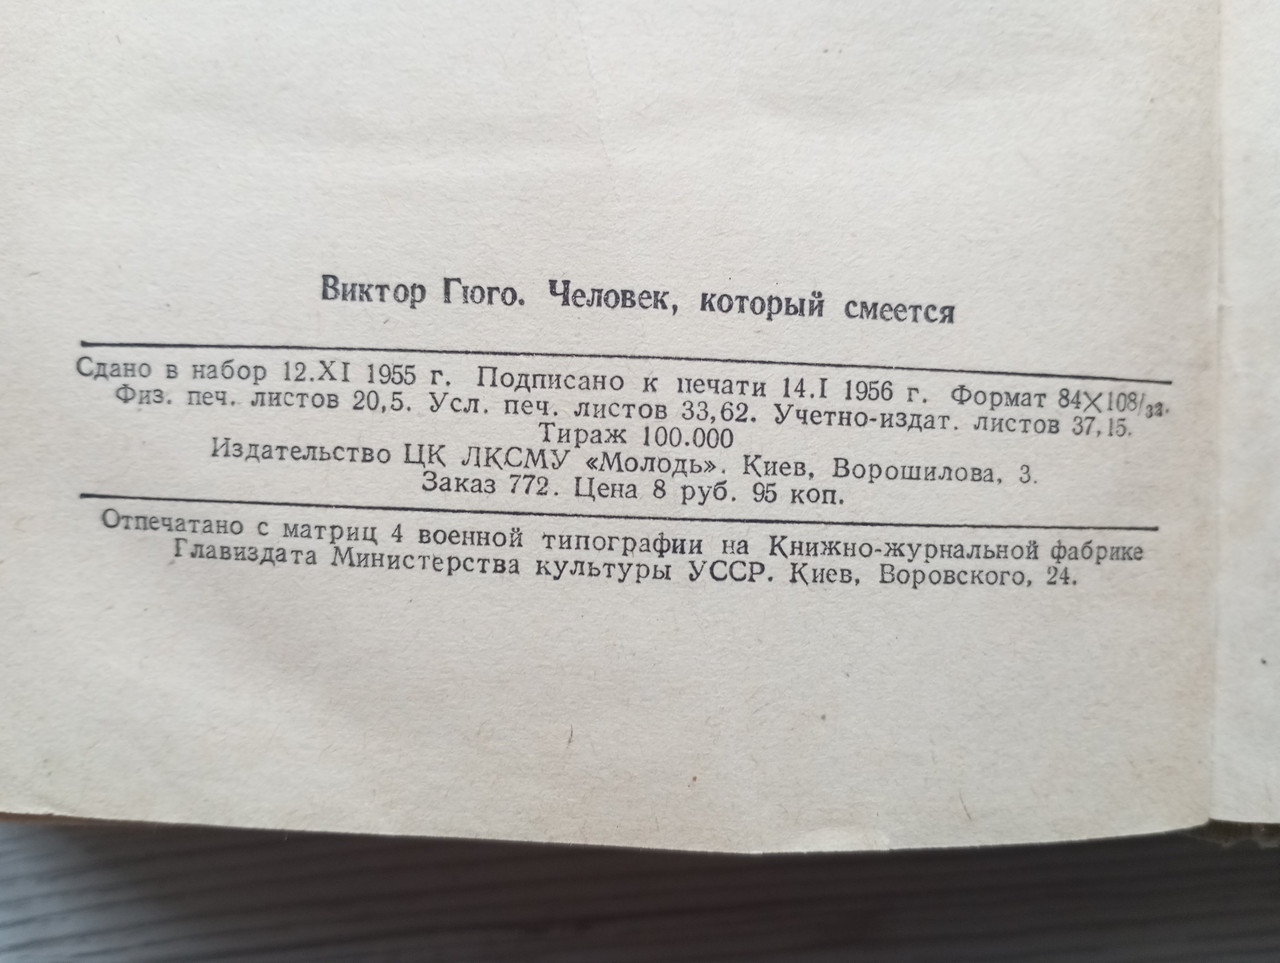 Виктор Гюго. Человек, который смеется
Сдано в набор 12.XI 1955 г. Подписано к печати 14.I 1956 г. Формат 84×108/32.
Физ. печ. листов 20,5. Усл. печ. листов 33,62. Учетно-издат. листов 37,15.
Тираж 100.000
Издательство ЦК ЛКСМУ «Молодь». Киев, Ворошилова, 3.
Заказ 772. Цена 8 руб. 95 коп.
Отпечатано с матриц 4 военной типографии на Книжно-журнальной фабрике
Главиздата Министерства культуры УССР. Киев, Воровского, 24.